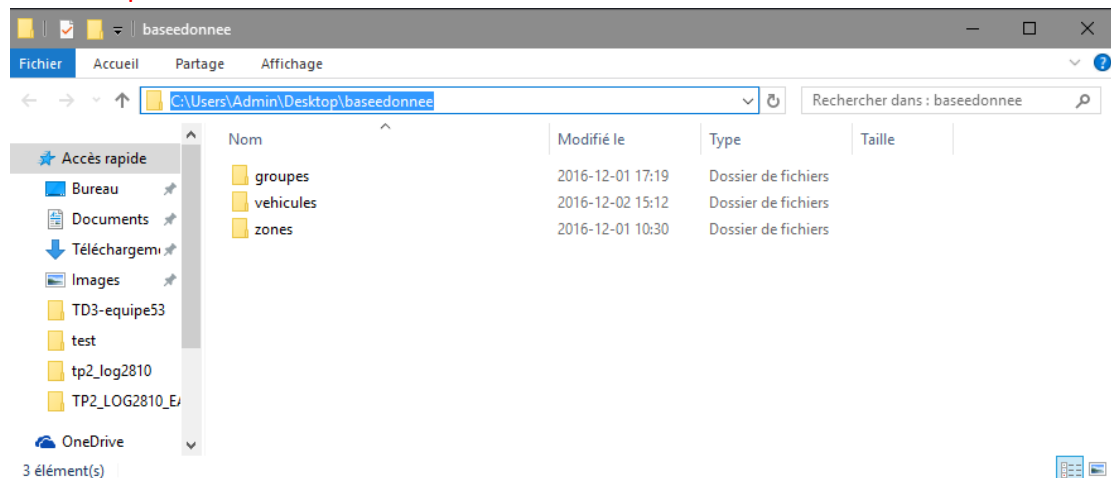 baseedonnee
Fichier Accueil Partage Affichage
C:\Users\Admin\Desktop\baseedonnee Rechercher dans : baseedonnee
Nom Modifié le Type Taille
Accès rapide
groupes 2016-12-01 17:19 Dossier de fichiers
Bureau
vehicules 2016-12-02 15:12 Dossier de fichiers
Documents
zones 2016-12-01 10:30 Dossier de fichiers
Téléchargem
Images
TD3-equipe53
test
tp2_log2810
TP2_LOG2810_E
OneDrive
3 élément(s)